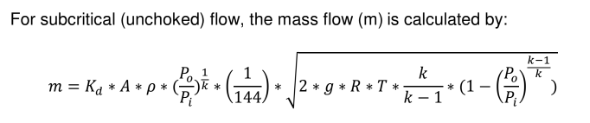 For subcritical (unchoked) flow, the mass flow (m) is calculated by:
m = K_d * A * ρ * (P_o/P_i)^{1/k} * (1/144) * √(2 * g * R * T * k/(k − 1) * (1 − (P_o/P_i)^{(k−1)/k}))